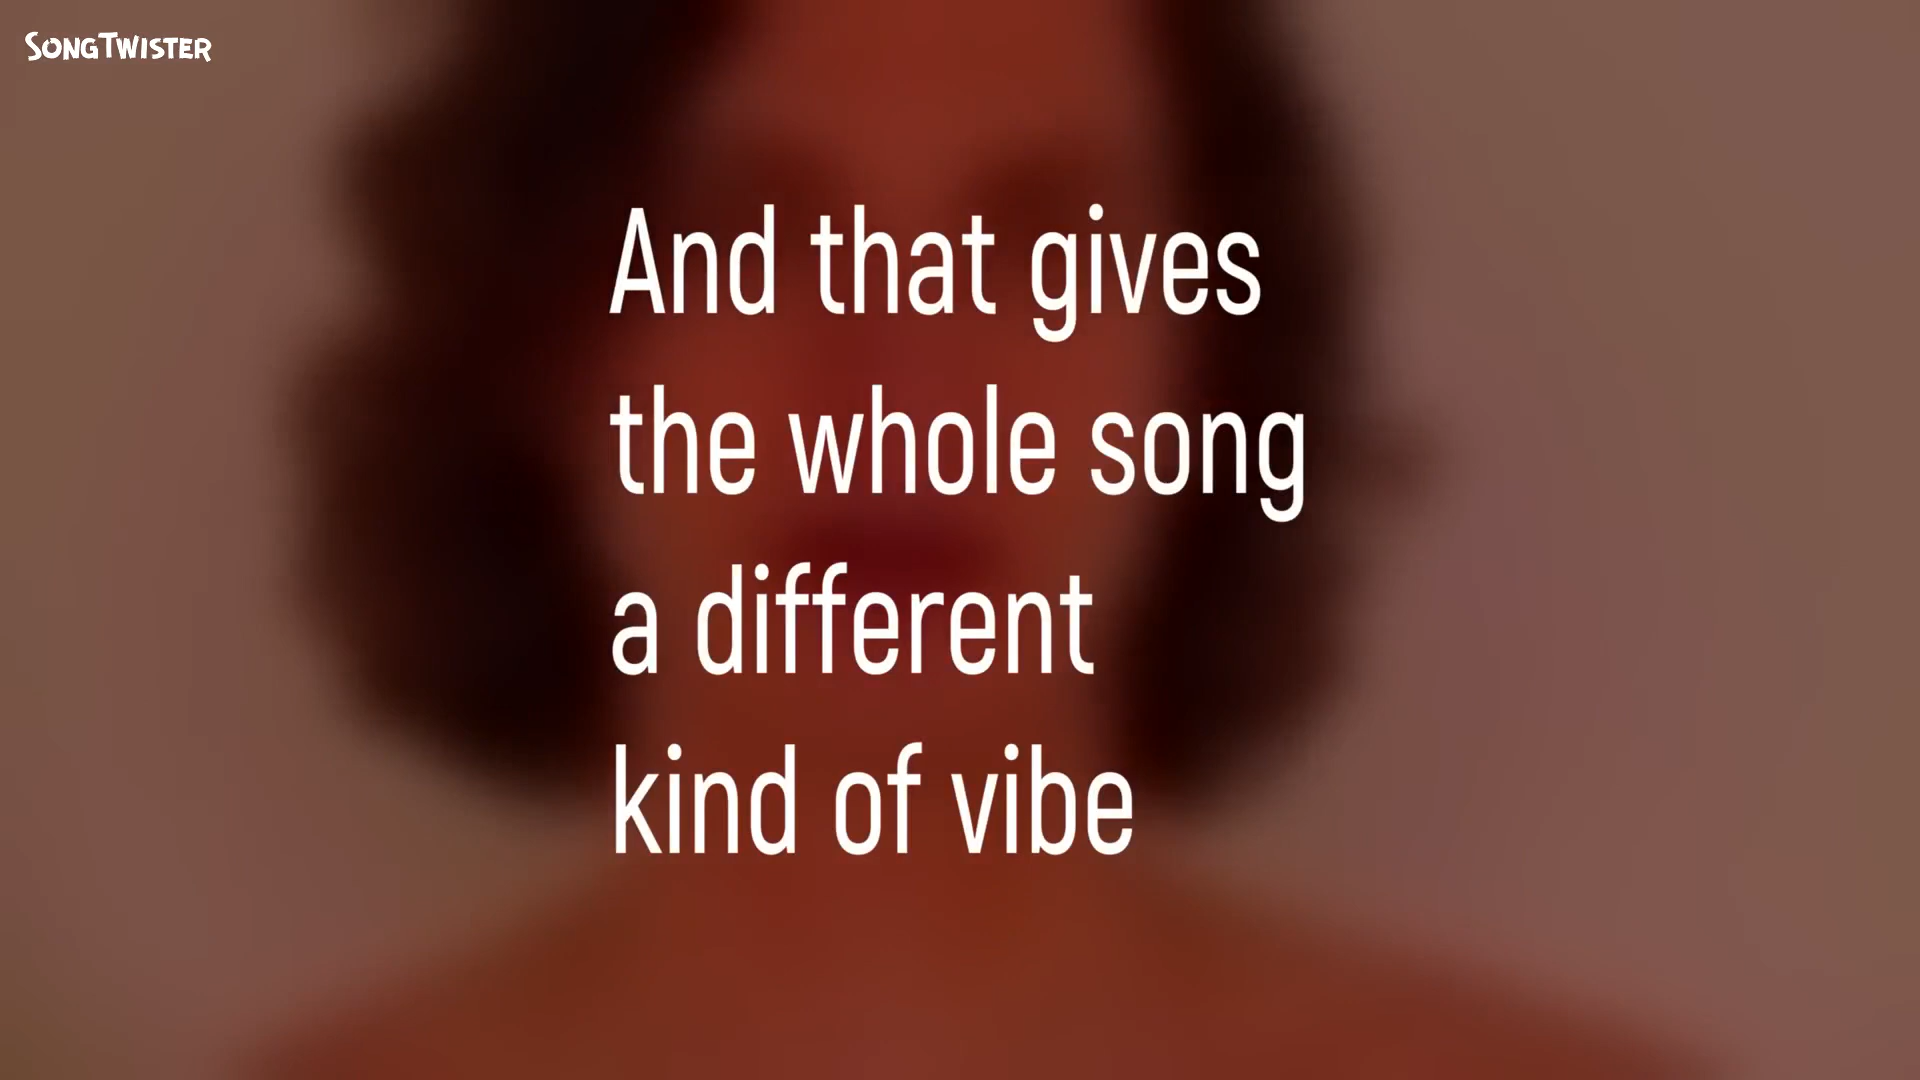 SONGTWISTER
And that gives
the whole song
a different
kind of vibe